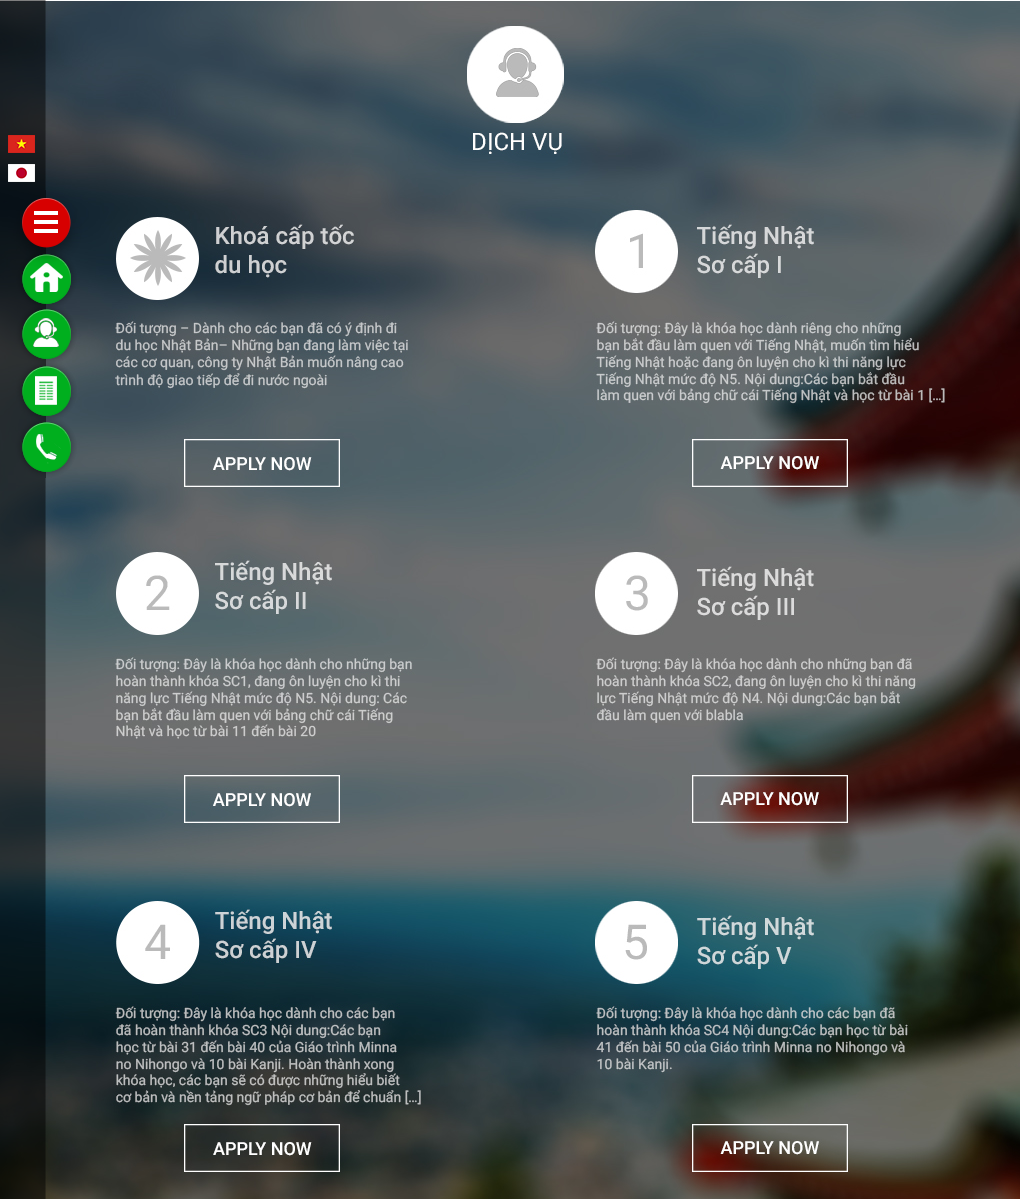 DỊCH VỤ
Khoá cấp tốc
du học
Đối tượng – Dành cho các bạn đã có ý định đi
du học Nhật Bản– Những bạn đang làm việc tại
các cơ quan, công ty Nhật Bản muốn nâng cao
trình độ giao tiếp để đi nước ngoài
APPLY NOW
1
Tiếng Nhật
Sơ cấp I
Đối tượng: Đây là khóa học dành riêng cho những
bạn bắt đầu làm quen với Tiếng Nhật, muốn tìm hiểu
Tiếng Nhật hoặc đang ôn luyện cho kì thi năng lực
Tiếng Nhật mức độ N5. Nội dung:Các bạn bắt đầu
làm quen với bảng chữ cái Tiếng Nhật và học từ bài 1 [...]
APPLY NOW
2
Tiếng Nhật
Sơ cấp II
Đối tượng: Đây là khóa học dành cho những bạn
hoàn thành khóa SC1, đang ôn luyện cho kì thi
năng lực Tiếng Nhật mức độ N5. Nội dung: Các
bạn bắt đầu làm quen với bảng chữ cái Tiếng
Nhật và học từ bài 11 đến bài 20
APPLY NOW
3
Tiếng Nhật
Sơ cấp III
Đối tượng: Đây là khóa học dành cho những bạn đã
hoàn thành khóa SC2, đang ôn luyện cho kì thi năng
lực Tiếng Nhật mức độ N4. Nội dung:Các bạn bắt
đầu làm quen với blabla
APPLY NOW
4
Tiếng Nhật
Sơ cấp IV
Đối tượng: Đây là khóa học dành cho các bạn
đã hoàn thành khóa SC3 Nội dung:Các bạn
học từ bài 31 đến bài 40 của Giáo trình Minna
no Nihongo và 10 bài Kanji. Hoàn thành xong
khóa học, các bạn sẽ có được những hiểu biết
cơ bản và nền tảng ngữ pháp cơ bản để chuẩn [...]
APPLY NOW
5
Tiếng Nhật
Sơ cấp V
Đối tượng: Đây là khóa học dành cho các bạn đã
hoàn thành khóa SC4 Nội dung:Các bạn học từ bài
41 đến bài 50 của Giáo trình Minna no Nihongo và
10 bài Kanji.
APPLY NOW